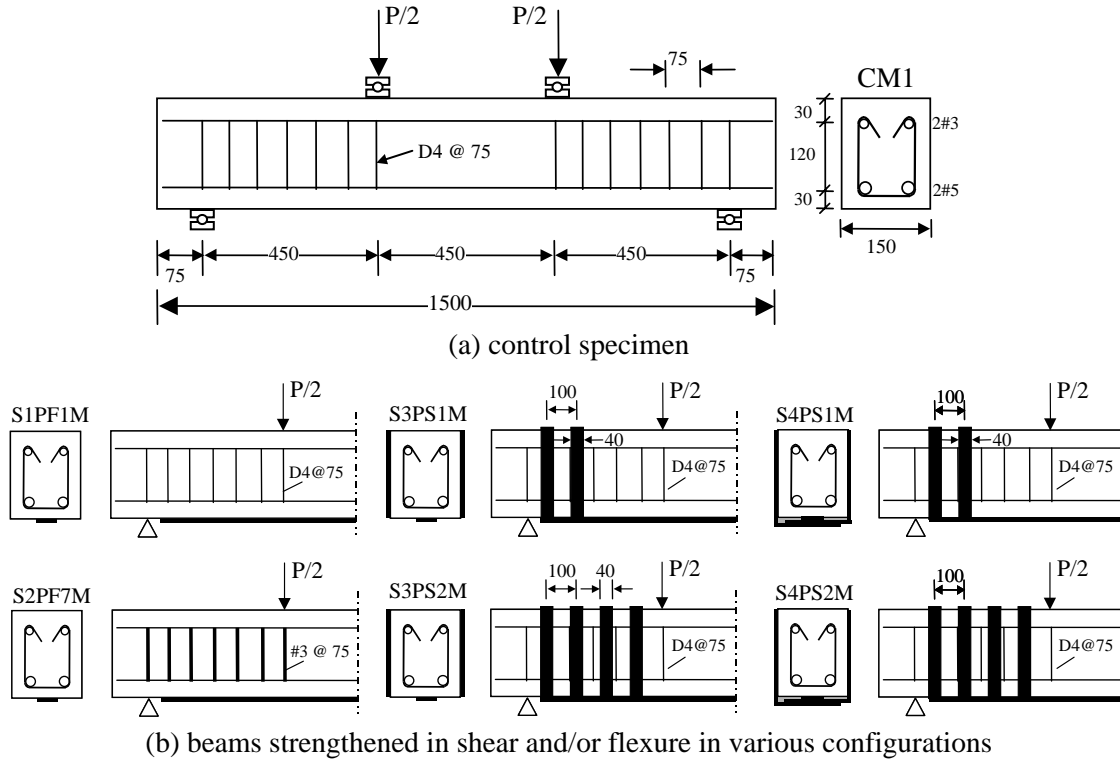 P/2
P/2
75
CM1
30
2#3
D4 @ 75
120
30
2#5
450
450
450
150
75
75
1500
(a) control specimen
S1PF1M
P/2
S3PS1M
100
P/2
S4PS1M
100
P/2
40
40
D4@75
D4@75
D4@75
S2PF7M
P/2
S3PS2M
100
40
P/2
S4PS2M
100
P/2
#3 @ 75
D4@75
D4@75
(b) beams strengthened in shear and/or flexure in various configurations